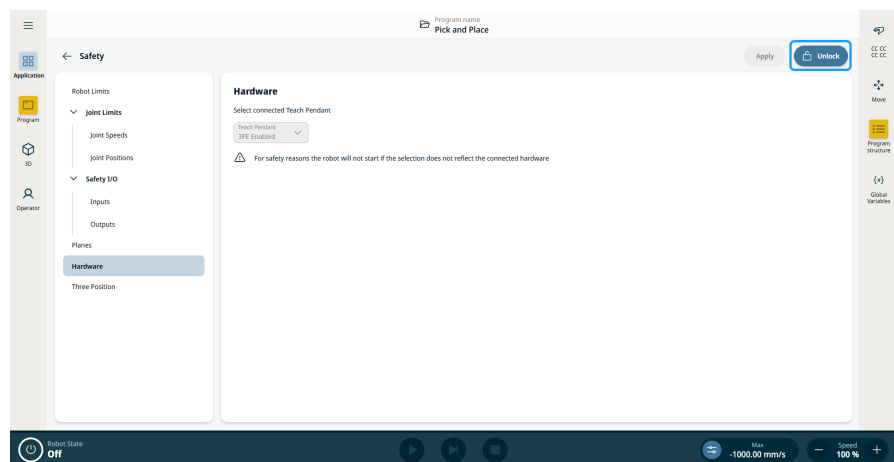 Program name
Pick and Place
Application
Program
3D
Operator
Safety
Apply
Unlock
Robot Limits
Joint Limits
Joint Speeds
Joint Positions
Safety I/O
Inputs
Outputs
Planes
Hardware
Three Position
Hardware
Select connected Teach Pendant
Teach Pendant
3PE Enabled
For safety reasons the robot will not start if the selection does not reflect the connected hardware
CC CC
CC CC
Move
Program
structure
{x}
Global
Variables
Robot State
Off
Max
-1000.00 mm/s
Speed
100 %